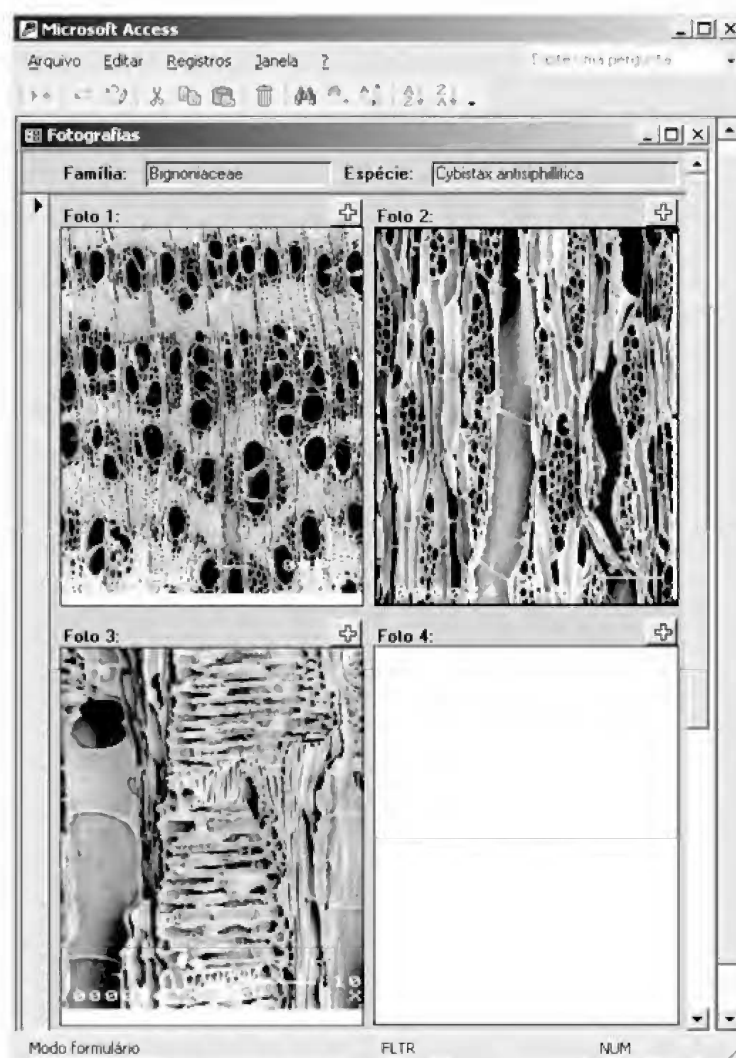 Microsoft Access
Arquivo Editar Registros Janela ?
Fotografias
Família: Bignoniaceae Espécie: Cybistax antisiphillitica
Foto 1:
Foto 2:
Foto 3:
Foto 4:
Modo formulário FLTR NUM